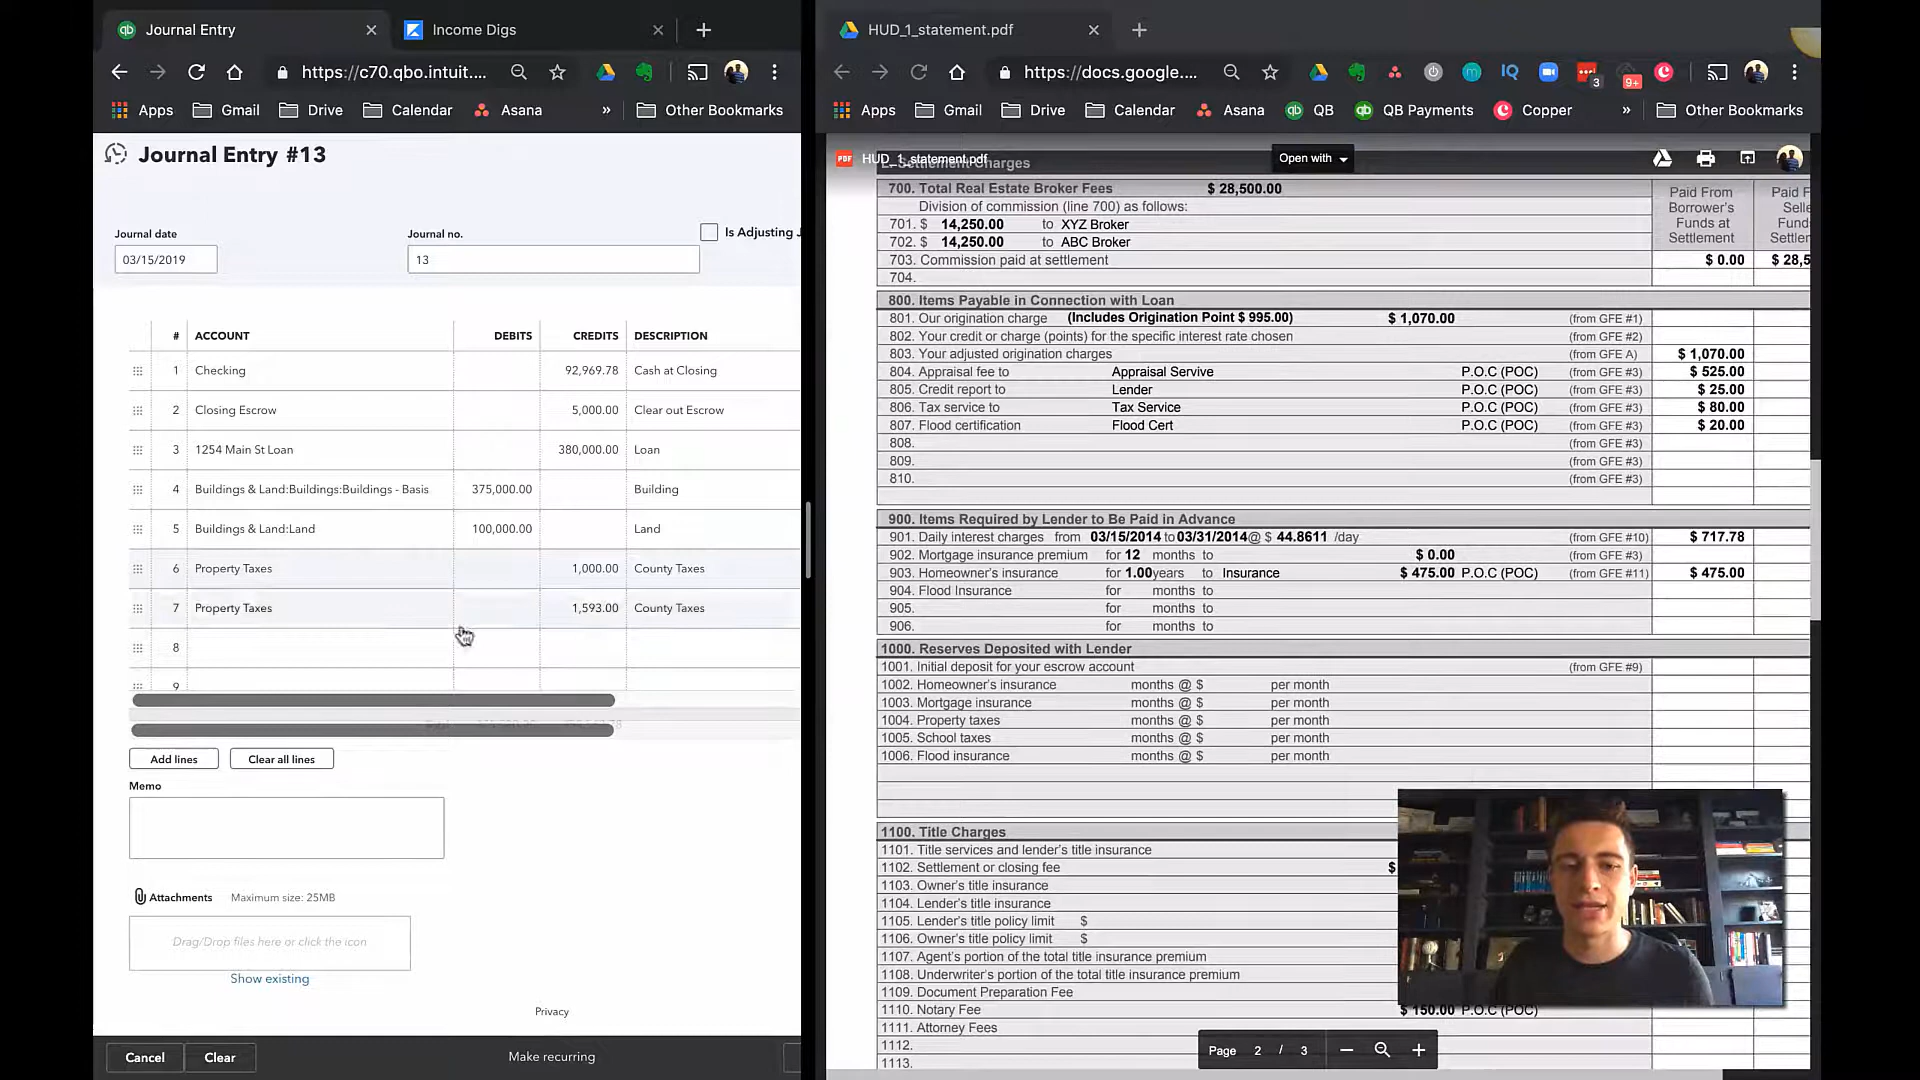 Journal Entry
Income Digs
https://c70.qbo.intuit....
Apps
Gmail
Drive
Calendar
Asana
»
Other Bookmarks
Journal Entry #13
Journal date
Journal no.
Is Adjusting J
03/15/2019
13
# ACCOUNT DEBITS CREDITS DESCRIPTION
1 Checking 92,969.78 Cash at Closing
2 Closing Escrow 5,000.00 Clear out Escrow
3 1254 Main St Loan 380,000.00 Loan
4 Buildings & Land:Buildings:Buildings - Basis 375,000.00 Building
5 Buildings & Land:Land 100,000.00 Land
6 Property Taxes 1,000.00 County Taxes
7 Property Taxes 1,593.00 County Taxes
8
9
Add lines
Clear all lines
Memo
Attachments Maximum size: 25MB
Drag/Drop files here or click the icon
Show existing
Privacy
Cancel
Clear
Make recurring
HUD_1_statement.pdf
https://docs.google....
3
9+
Apps
Gmail
Drive
Calendar
Asana
QB
QB Payments
Copper
»
Other Bookmarks
PDF HUD_1_statement.pdf
Open with
Settlement Charges
700. Total Real Estate Broker Fees $ 28,500.00
Division of commission (line 700) as follows:
701. $ 14,250.00 to XYZ Broker
702. $ 14,250.00 to ABC Broker
703. Commission paid at settlement $ 0.00 $ 28,5
704.
Paid From
Borrower's
Funds at
Settlement
Paid F
Selle
Funds
Settler
800. Items Payable in Connection with Loan
801. Our origination charge (Includes Origination Point $ 995.00) $ 1,070.00 (from GFE #1)
802. Your credit or charge (points) for the specific interest rate chosen (from GFE #2)
803. Your adjusted origination charges (from GFE A) $ 1,070.00
804. Appraisal fee to Appraisal Servive P.O.C (POC) (from GFE #3) $ 525.00
805. Credit report to Lender P.O.C (POC) (from GFE #3) $ 25.00
806. Tax service to Tax Service P.O.C (POC) (from GFE #3) $ 80.00
807. Flood certification Flood Cert P.O.C (POC) (from GFE #3) $ 20.00
808. (from GFE #3)
809. (from GFE #3)
810. (from GFE #3)
900. Items Required by Lender to Be Paid in Advance
901. Daily interest charges from 03/15/2014 to 03/31/2014 @ $ 44.8611 /day (from GFE #10) $ 717.78
902. Mortgage insurance premium for 12 months to $ 0.00 (from GFE #3)
903. Homeowner's insurance for 1.00 years to Insurance $ 475.00 P.O.C (POC) (from GFE #11) $ 475.00
904. Flood Insurance for months to
905. for months to
906. for months to
1000. Reserves Deposited with Lender
1001. Initial deposit for your escrow account (from GFE #9)
1002. Homeowner's insurance months @ $ per month
1003. Mortgage insurance months @ $ per month
1004. Property taxes months @ $ per month
1005. School taxes months @ $ per month
1006. Flood insurance months @ $ per month
1100. Title Charges
1101. Title services and lender's title insurance
1102. Settlement or closing fee $
1103. Owner's title insurance
1104. Lender's title insurance
1105. Lender's title policy limit $
1106. Owner's title policy limit $
1107. Agent's portion of the total title insurance premium
1108. Underwriter's portion of the total title insurance premium
1109. Document Preparation Fee
1110. Notary Fee $ 150.00 P.O.C (POC)
1111. Attorney Fees
1112.
1113.
Page 2 / 3